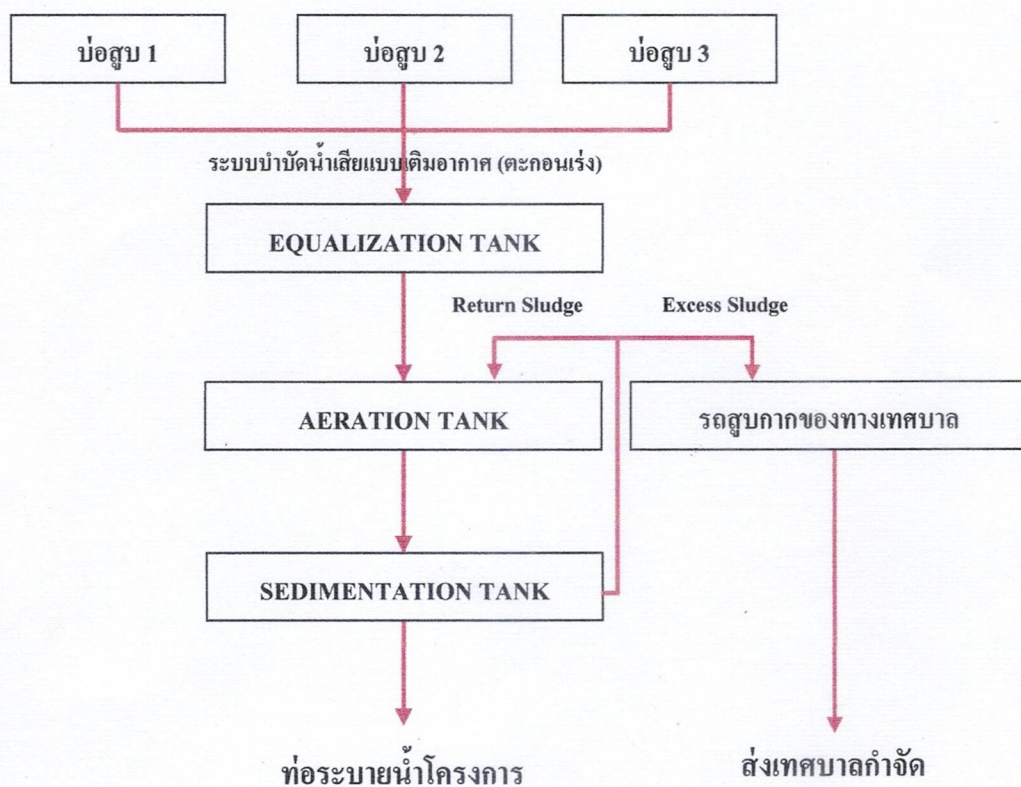 บ่อสูบ 1
บ่อสูบ 2
บ่อสูบ 3
ระบบบำบัดน้ำเสียแบบเติมอากาศ (ตะกอนเร่ง)
EQUALIZATION TANK
Return Sludge
Excess Sludge
AERATION TANK
รถสูบกากของทางเทศบาล
SEDIMENTATION TANK
ท่อระบายน้ำโครงการ
ส่งเทศบาลกำจัด